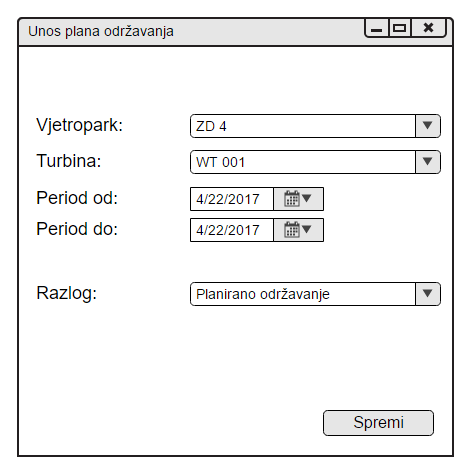 Unos plana održavanja
Vjetropark: ZD 4
Turbina: WT 001
Period od: 4/22/2017
Period do: 4/22/2017
Razlog: Planirano održavanje
Spremi